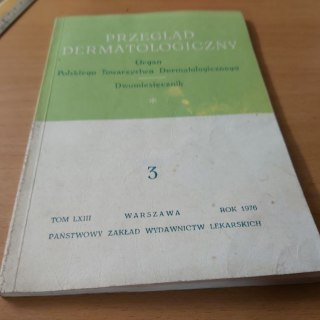 PRZEGLĄD
DERMATOLOGICZNY
Organ
Polskiego Towarzystwa Dermatologicznego
Dwumiesięcznik
3
TOM LXIII WARSZAWA ROK 1976
PAŃSTWOWY ZAKŁAD WYDAWNICTW LEKARSKICH